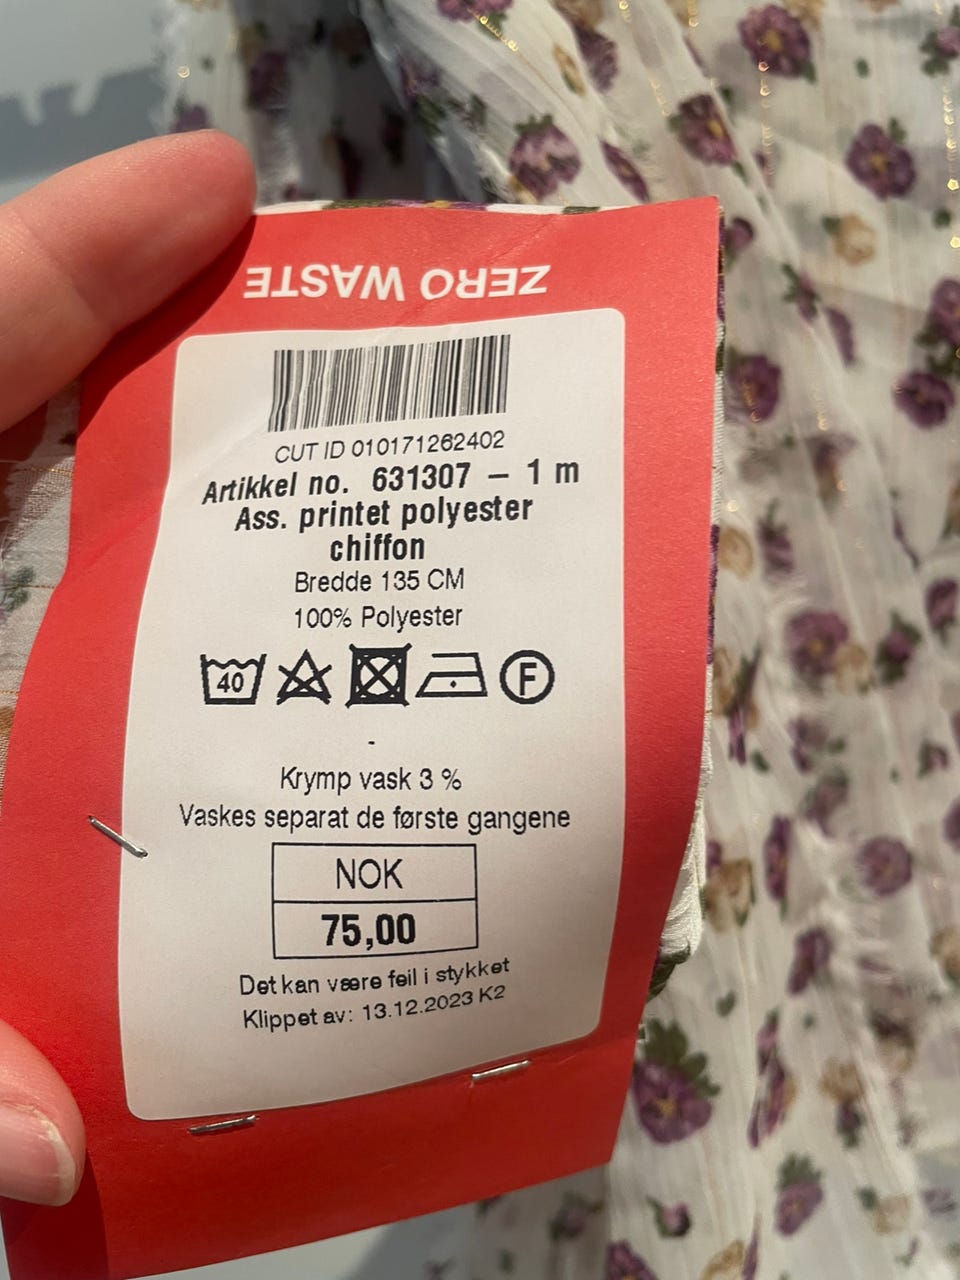 ZERO WASTE
CUT ID 010171262402
Artikkel no. 631307 – 1 m
Ass. printet polyester
chiffon
Bredde 135 CM
100% Polyester
40 F
-
Krymp vask 3 %
Vaskes separat de første gangene
NOK
75,00
Det kan være feil i stykket
Klippet av: 13.12.2023 K2